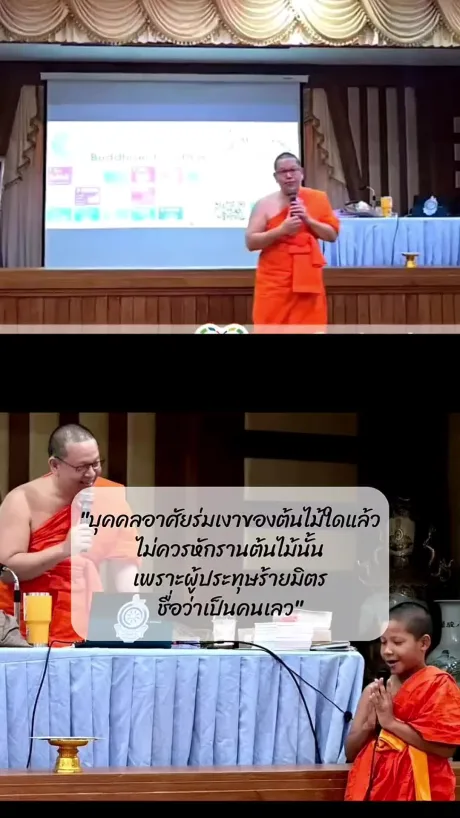 "บุคคลอาศัยร่มเงาของต้นไม้ใดแล้ว
ไม่ควรหักรานต้นไม้นั้น
เพราะผู้ประทุษร้ายมิตร
ชื่อว่าเป็นคนเลว"